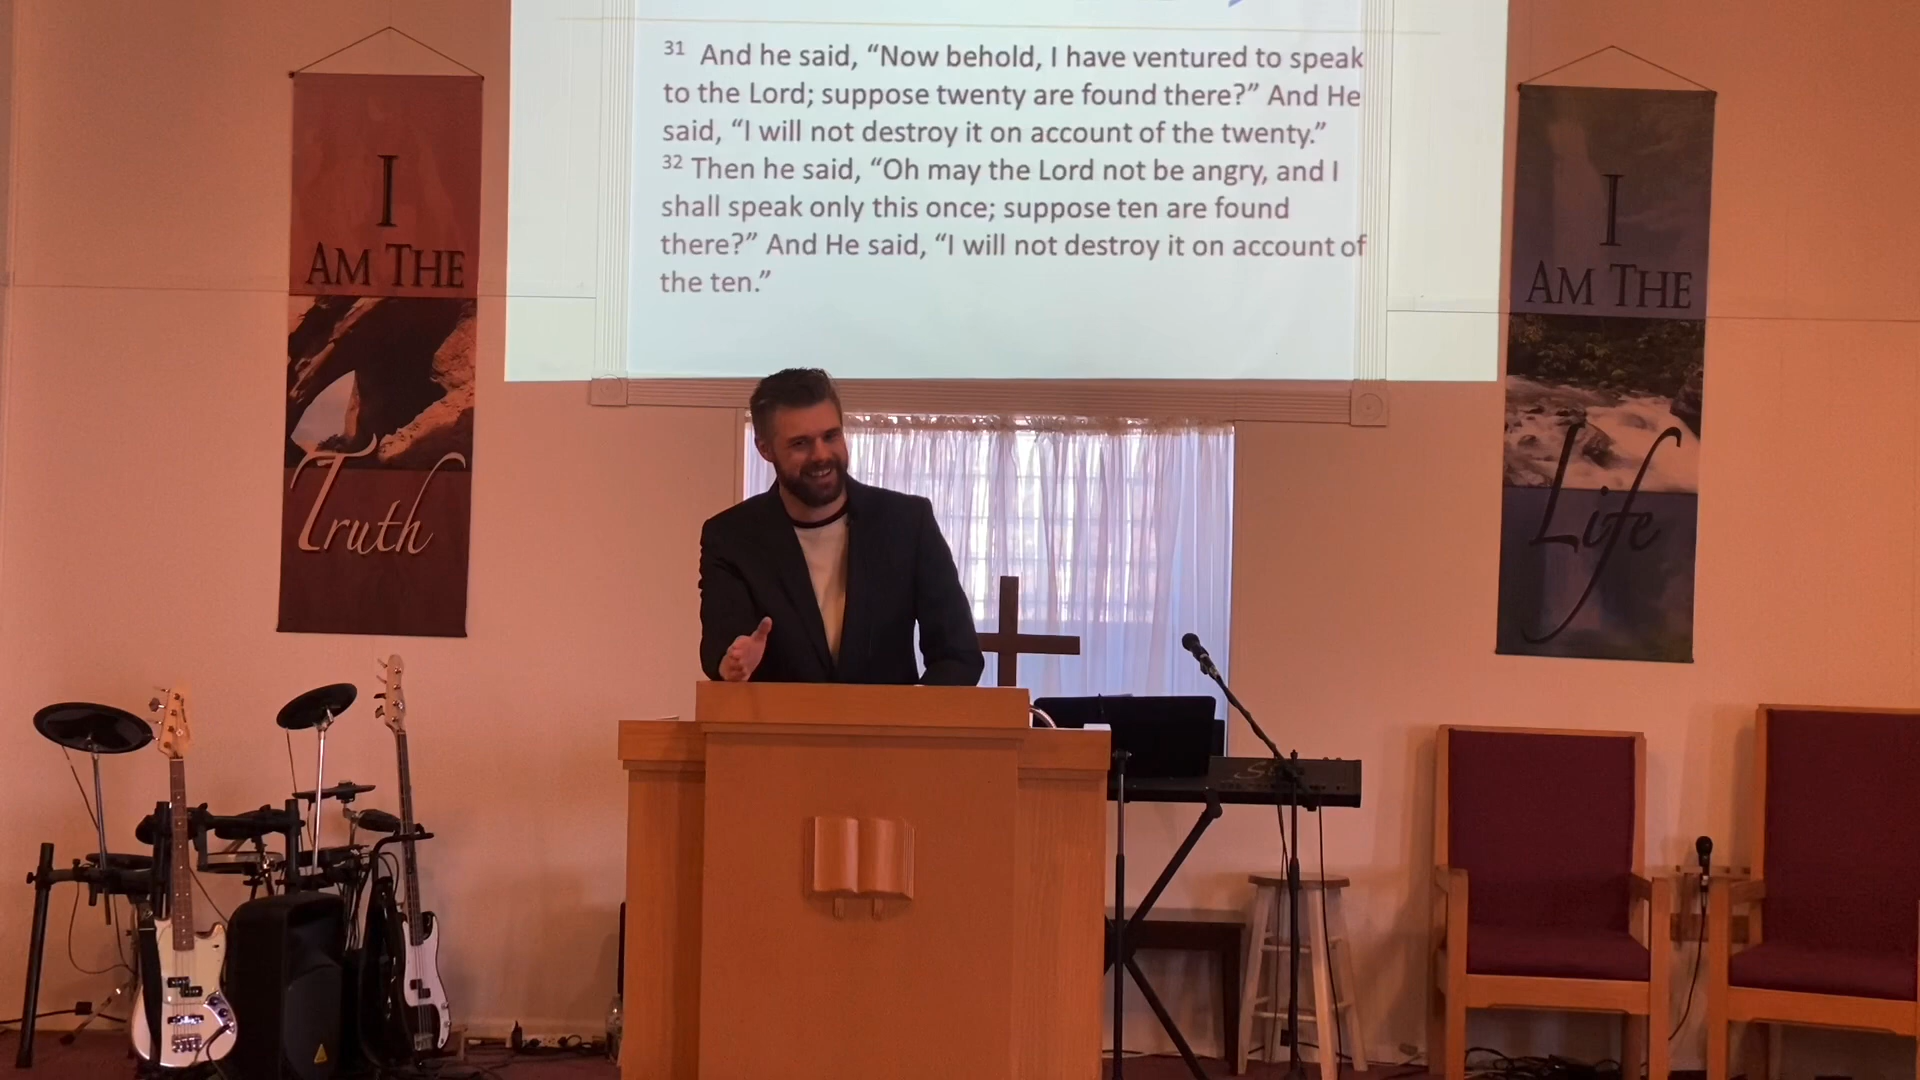 31 And he said, “Now behold, I have ventured to speak
to the Lord; suppose twenty are found there?” And He
said, “I will not destroy it on account of the twenty.”
32 Then he said, “Oh may the Lord not be angry, and I
shall speak only this once; suppose ten are found
there?” And He said, “I will not destroy it on account of
the ten.”
I
AM THE
Truth
I
AM THE
Life